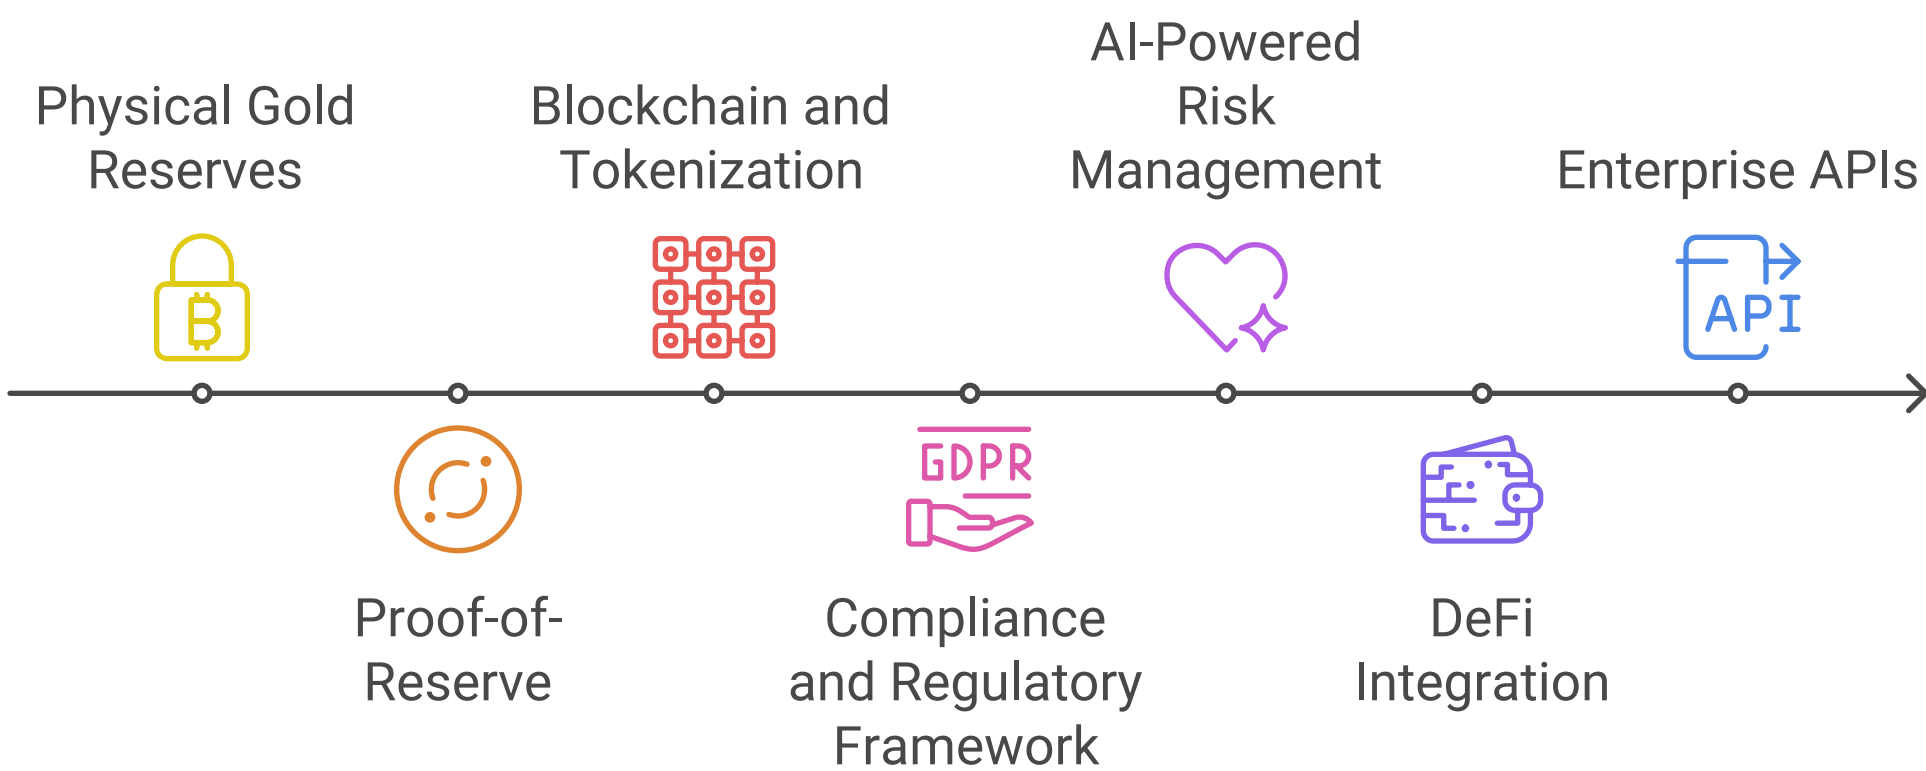 Physical Gold
Reserves
Proof-of-
Reserve
Blockchain and
Tokenization
GDPR
Compliance
and Regulatory
Framework
AI-Powered
Risk
Management
DeFi
Integration
Enterprise APIs
API